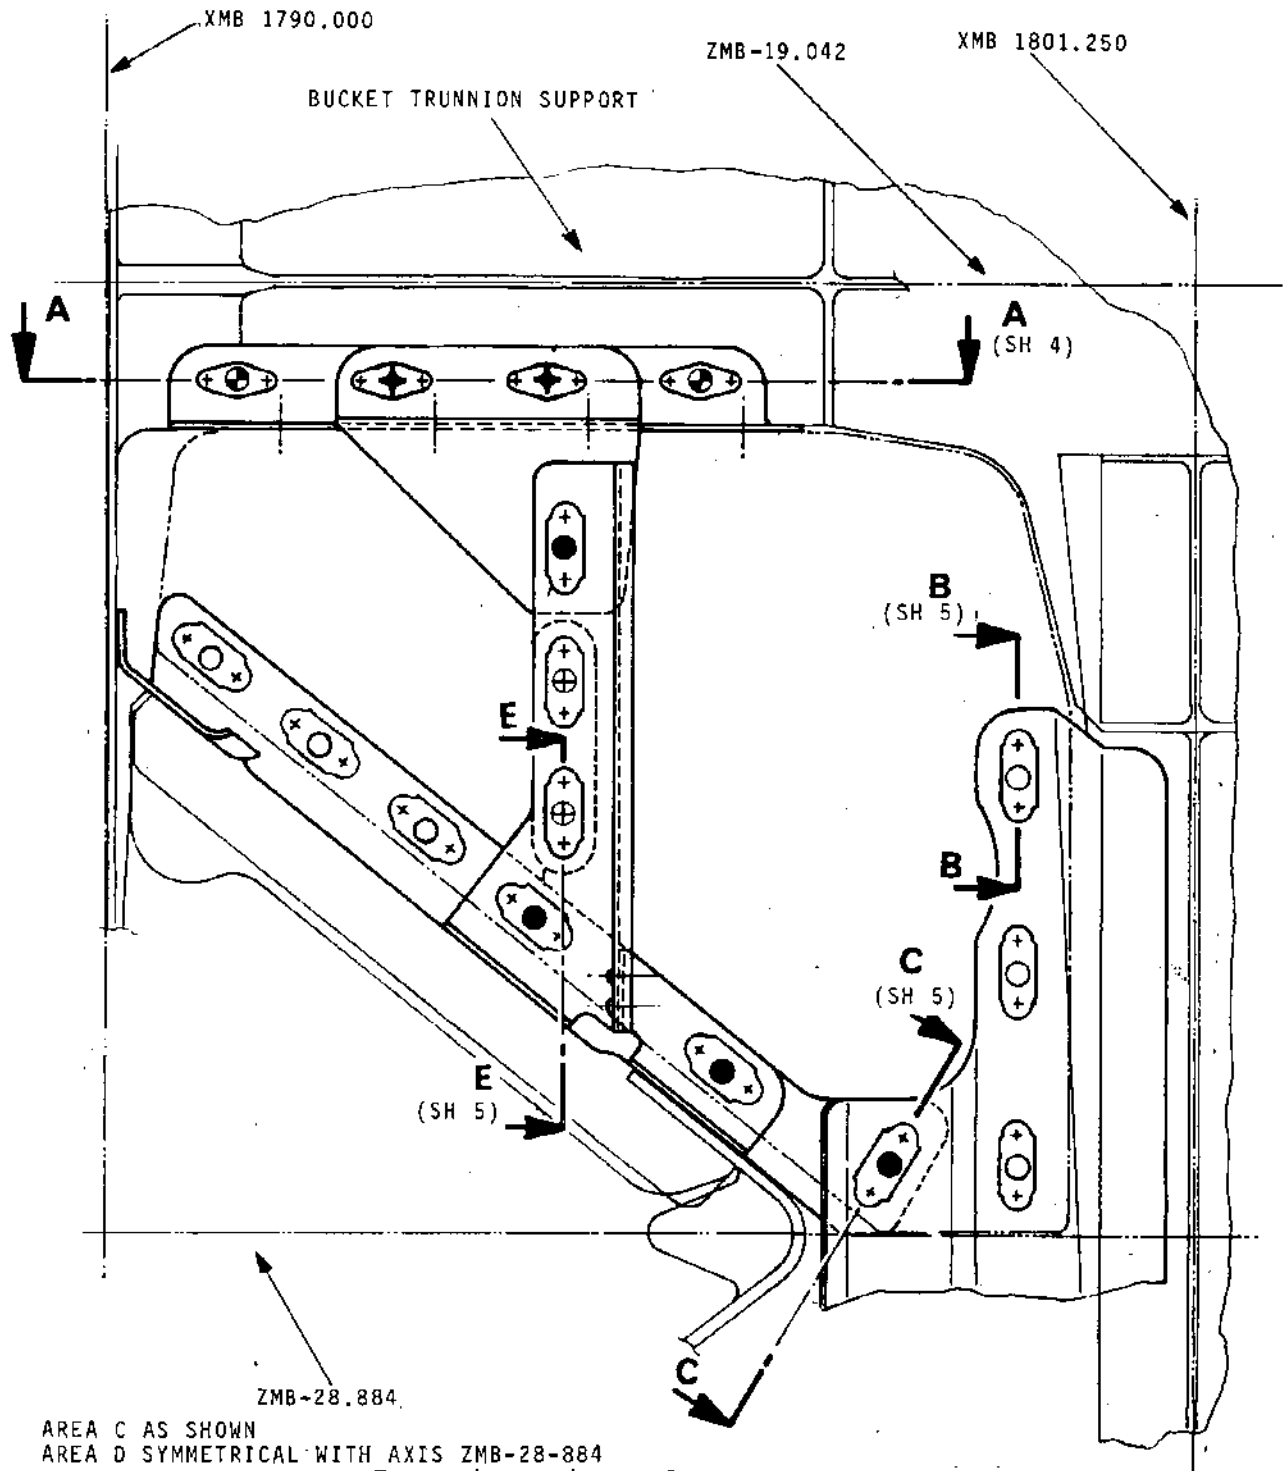 XMB 1790.000
ZMB-19.042
XMB 1801.250
BUCKET TRUNNION SUPPORT
A
A
(SH 4)
B
(SH 5)
E
B
C
(SH 5)
E
(SH 5)
C
ZMB-28.884
AREA C AS SHOWN
AREA D SYMMETRICAL WITH AXIS ZMB-28-884